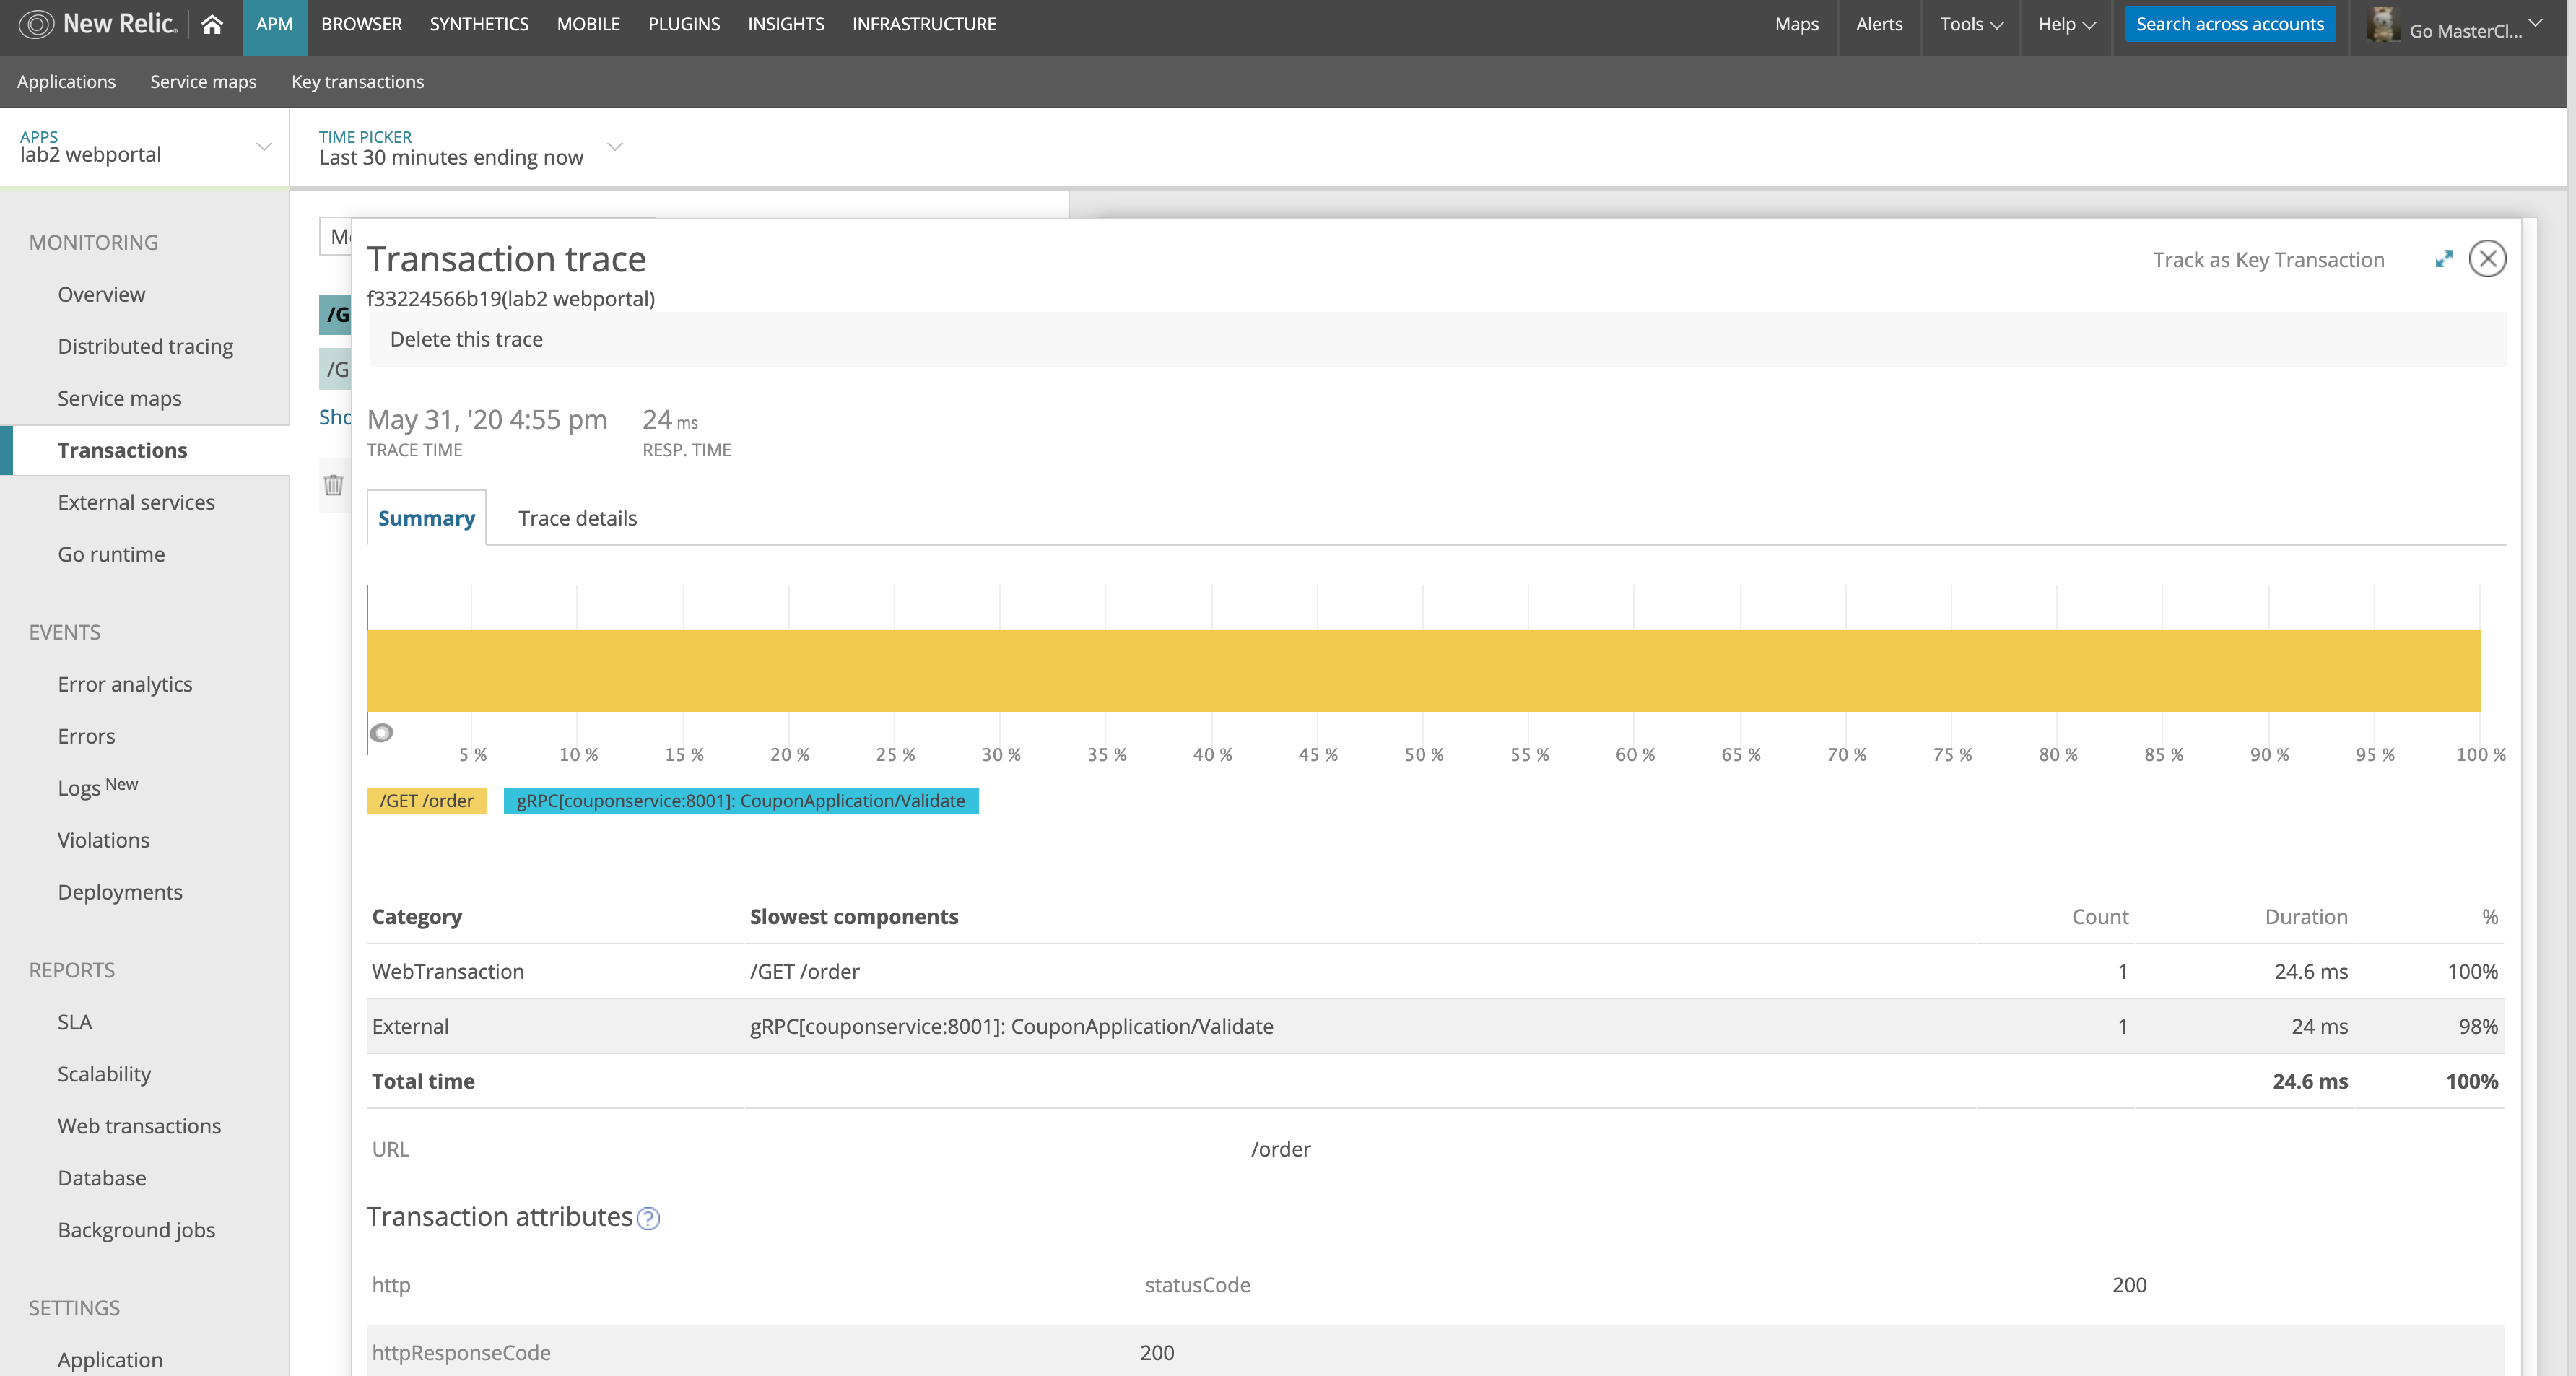 New Relic.
APM BROWSER SYNTHETICS MOBILE PLUGINS INSIGHTS INFRASTRUCTURE Maps Alerts Tools Help Search across accounts Go MasterCl...
Applications Service maps Key transactions
APPS
lab2 webportal
TIME PICKER
Last 30 minutes ending now
MONITORING
Overview
Distributed tracing
Service maps
Transactions
External services
Go runtime
EVENTS
Error analytics
Errors
Logs New
Violations
Deployments
REPORTS
SLA
Scalability
Web transactions
Database
Background jobs
SETTINGS
Application
/G
/G
Sho
Transaction trace
Track as Key Transaction
f33224566b19(lab2 webportal)
Delete this trace
May 31, '20 4:55 pm 24 ms
TRACE TIME RESP. TIME
Summary Trace details
5 % 10 % 15 % 20 % 25 % 30 % 35 % 40 % 45 % 50 % 55 % 60 % 65 % 70 % 75 % 80 % 85 % 90 % 95 % 100 %
/GET /order gRPC[couponservice:8001]: CouponApplication/Validate
Category Slowest components Count Duration %
WebTransaction /GET /order 1 24.6 ms 100%
External gRPC[couponservice:8001]: CouponApplication/Validate 1 24 ms 98%
Total time 24.6 ms 100%
URL /order
Transaction attributes ?
http statusCode 200
httpResponseCode 200